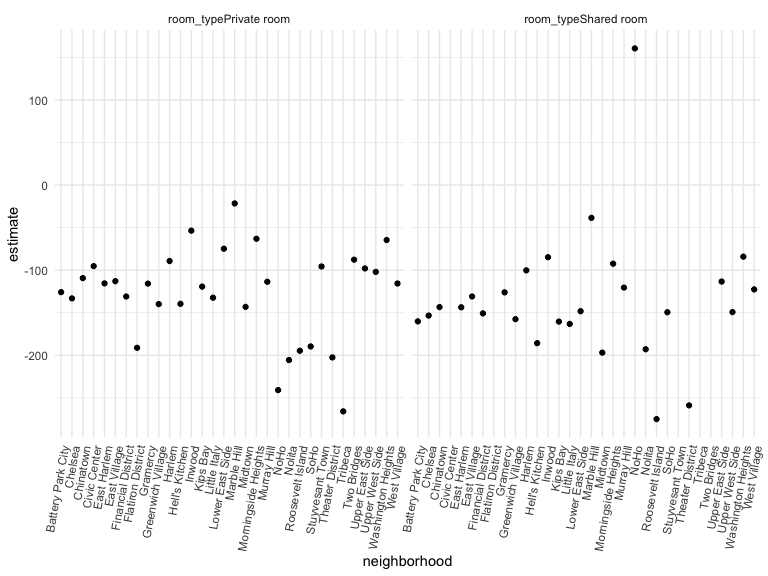 room_typePrivate room
room_typeShared room
100
0
-100
-200
estimate
Battery Park City
Chelsea
Chinatown
Civic Center
East Harlem
East Village
Financial District
Flatiron District
Gramercy
Greenwich Village
Harlem
Hell's Kitchen
Inwood
Kips Bay
Little Italy
Lower East Side
Marble Hill
Midtown
Morningside Heights
Murray Hill
NoHo
Nolita
Roosevelt Island
SoHo
Stuyvesant Town
Theater District
Tribeca
Two Bridges
Upper East Side
Upper West Side
Washington Heights
West Village
Battery Park City
Chelsea
Chinatown
Civic Center
East Harlem
East Village
Financial District
Flatiron District
Gramercy
Greenwich Village
Harlem
Hell's Kitchen
Inwood
Kips Bay
Little Italy
Lower East Side
Marble Hill
Midtown
Morningside Heights
Murray Hill
NoHo
Nolita
Roosevelt Island
SoHo
Stuyvesant Town
Theater District
Tribeca
Two Bridges
Upper East Side
Upper West Side
Washington Heights
West Village
neighborhood